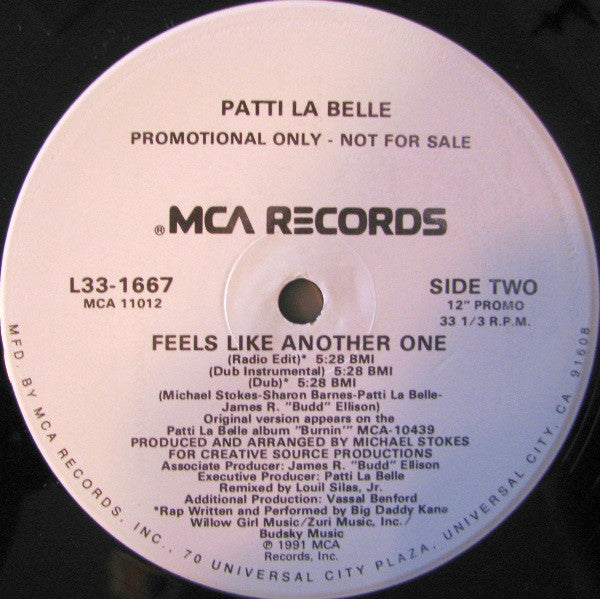 PATTI LA BELLE
PROMOTIONAL ONLY - NOT FOR SALE
® MCA RECORDS
L33-1667
MCA 11012
SIDE TWO
12" PROMO
33 1/3 R.P.M.
FEELS LIKE ANOTHER ONE
(Radio Edit)* 5:28 BMI
(Dub Instrumental) 5:28 BMI
(Dub)* 5:28 BMI
(Michael Stokes-Sharon Barnes-Patti La Belle-
James R. "Budd" Ellison)
Original version appears on the
Patti La Belle album "Burnin'" MCA-10439
PRODUCED AND ARRANGED BY MICHAEL STOKES
FOR CREATIVE SOURCE PRODUCTIONS
Associate Producer: James R. "Budd" Ellison
Executive Producer: Patti La Belle
Remixed by Louil Silas, Jr.
Additional Production: Vassal Benford
*Rap Written and Performed by Big Daddy Kane
Willow Girl Music/Zuri Music, Inc./
Budsky Music
℗ 1991 MCA
Records, Inc.
MFD. BY MCA RECORDS, INC., 70 UNIVERSAL CITY PLAZA, UNIVERSAL CITY, CA. 91608